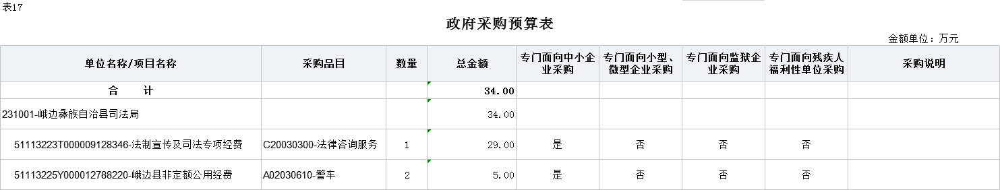 表17
政府采购预算表
金额单位：万元
单位名称/项目名称 采购品目 数量 总金额 专门面向中小企业采购 专门面向小型、微型企业采购 专门面向监狱企业采购 专门面向残疾人福利性单位采购 采购说明
合 计 34.00
231001-峨边彝族自治县司法局 34.00
51113223T000009128346-法制宣传及司法专项经费 C20030300-法律咨询服务 1 29.00 是 否 否 否
51113225Y000012788220-峨边县非定额公用经费 A02030610-警车 2 5.00 是 否 否 否